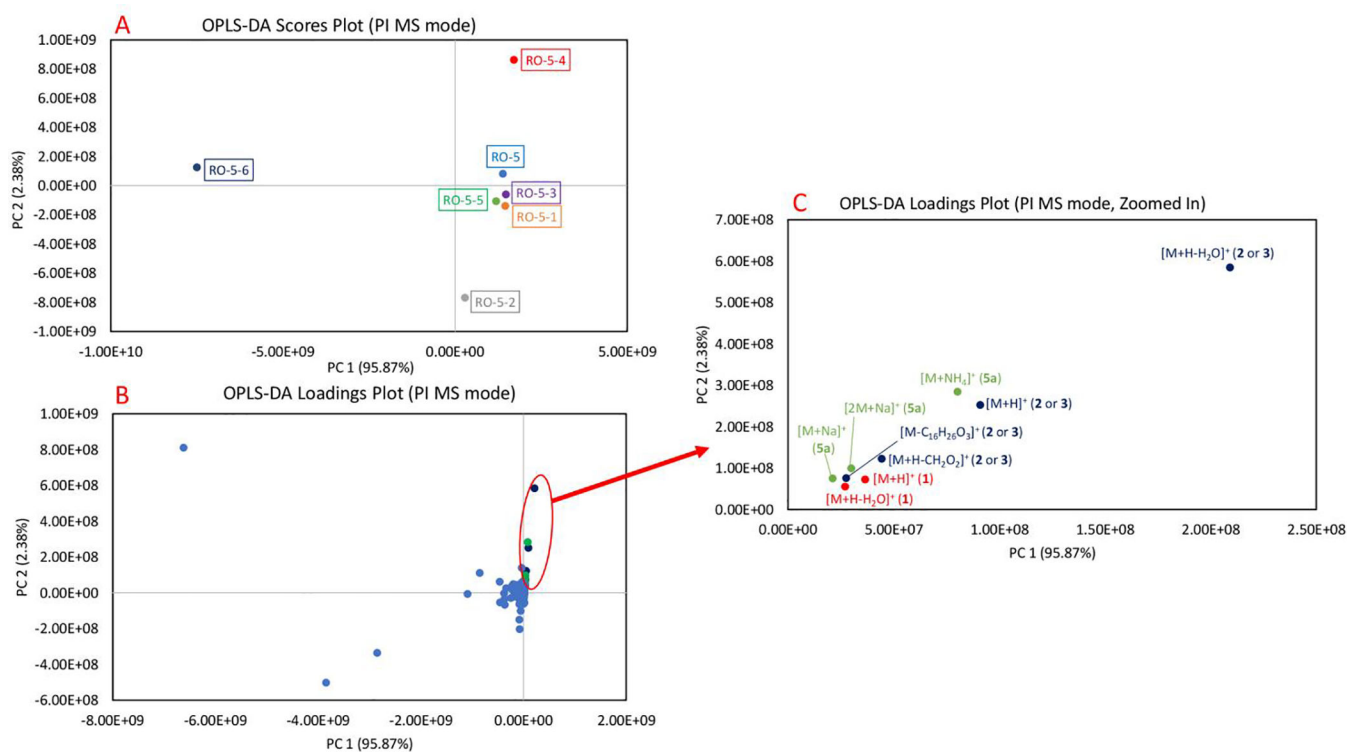 A
OPLS-DA Scores Plot (PI MS mode)
1.00E+09
8.00E+08
6.00E+08
4.00E+08
2.00E+08
0.00E+00
-2.00E+08
-4.00E+08
-6.00E+08
-8.00E+08
-1.00E+09
PC 2 (2.38%)
RO-5-4
RO-5
RO-5-6
RO-5-3
RO-5-5
RO-5-1
RO-5-2
-1.00E+10
-5.00E+09
0.00E+00
5.00E+09
PC 1 (95.87%)
B
OPLS-DA Loadings Plot (PI MS mode)
1.00E+09
8.00E+08
6.00E+08
4.00E+08
2.00E+08
0.00E+00
-2.00E+08
-4.00E+08
-6.00E+08
PC 2 (2.38%)
-8.00E+09
-6.00E+09
-4.00E+09
-2.00E+09
0.00E+00
2.00E+09
PC 1 (95.87%)
C
OPLS-DA Loadings Plot (PI MS mode, Zoomed In)
7.00E+08
6.00E+08
5.00E+08
4.00E+08
3.00E+08
2.00E+08
1.00E+08
0.00E+00
PC 2 (2.38%)
[M+H-H₂O]⁺ (2 or 3)
[M+NH₄]⁺ (5a)
[M+H]⁺ (2 or 3)
[2M+Na]⁺ (5a)
[M+Na]⁺
(5a)
[M-C₁₆H₂₆O₃]⁺ (2 or 3)
[M+H-CH₂O₂]⁺ (2 or 3)
[M+H]⁺ (1)
[M+H-H₂O]⁺ (1)
0.00E+00
5.00E+07
1.00E+08
1.50E+08
2.00E+08
2.50E+08
PC 1 (95.87%)